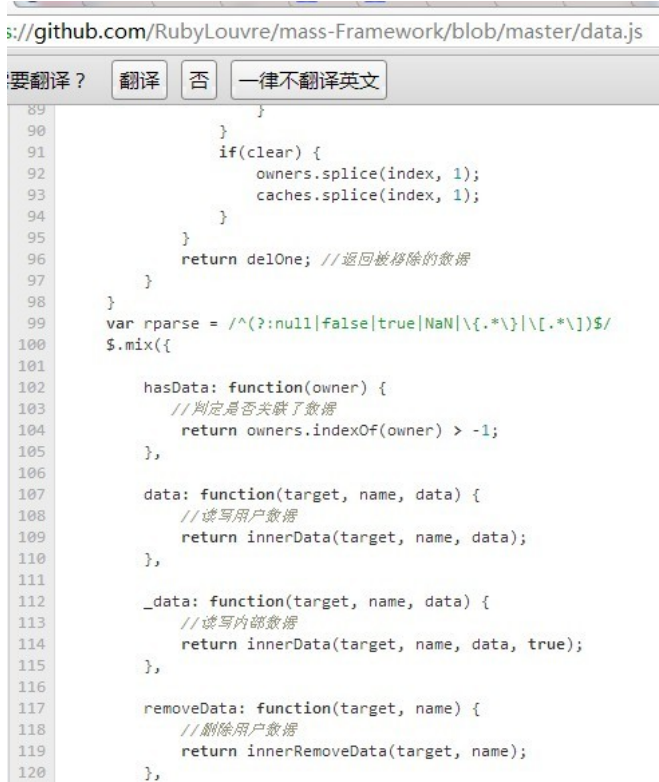 s://github.com/RubyLouvre/mass-Framework/blob/master/data.js
要翻译？ 翻译 否 一律不翻译英文
89 }
90 }
91 if(clear) {
92 owners.splice(index, 1);
93 caches.splice(index, 1);
94 }
95 }
96 return delOne; //返回被移除的数据
97 }
98 }
99 var rparse = /^(?:null|false|true|NaN|\{.*\}|\[.*\])$/
100 $.mix({
101
102 hasData: function(owner) {
103 //判定是否关联了数据
104 return owners.indexOf(owner) > -1;
105 },
106
107 data: function(target, name, data) {
108 //读写用户数据
109 return innerData(target, name, data);
110 },
111
112 _data: function(target, name, data) {
113 //读写内部数据
114 return innerData(target, name, data, true);
115 },
116
117 removeData: function(target, name) {
118 //删除用户数据
119 return innerRemoveData(target, name);
120 },